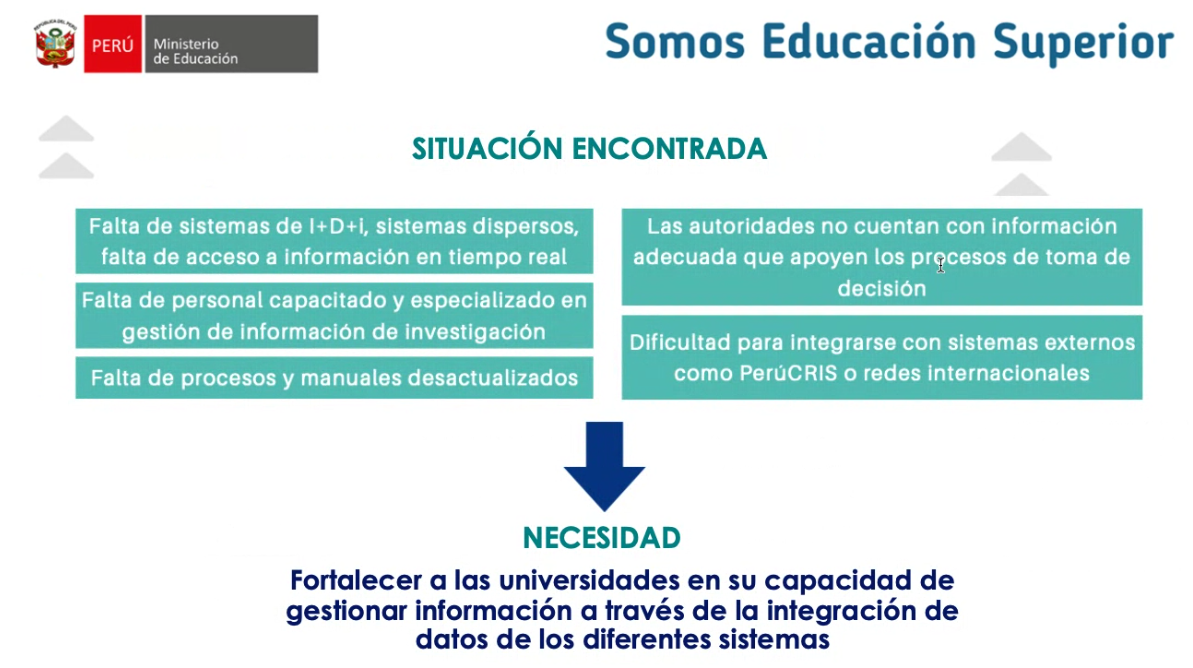 PERÚ
Ministerio
de Educación
Somos Educación Superior
SITUACIÓN ENCONTRADA
Falta de sistemas de I+D+i, sistemas dispersos,
falta de acceso a información en tiempo real
Falta de personal capacitado y especializado en
gestión de información de investigación
Falta de procesos y manuales desactualizados
Las autoridades no cuentan con información
adecuada que apoyen los procesos de toma de
decisión
Dificultad para integrarse con sistemas externos
como PerúCRIS o redes internacionales
NECESIDAD
Fortalecer a las universidades en su capacidad de
gestionar información a través de la integración de
datos de los diferentes sistemas